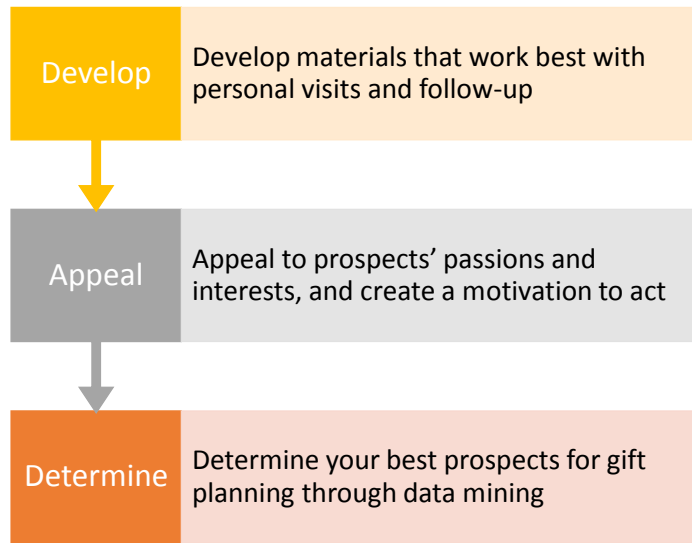 Develop
Develop materials that work best with
personal visits and follow-up
Appeal
Appeal to prospects’ passions and
interests, and create a motivation to act
Determine
Determine your best prospects for gift
planning through data mining